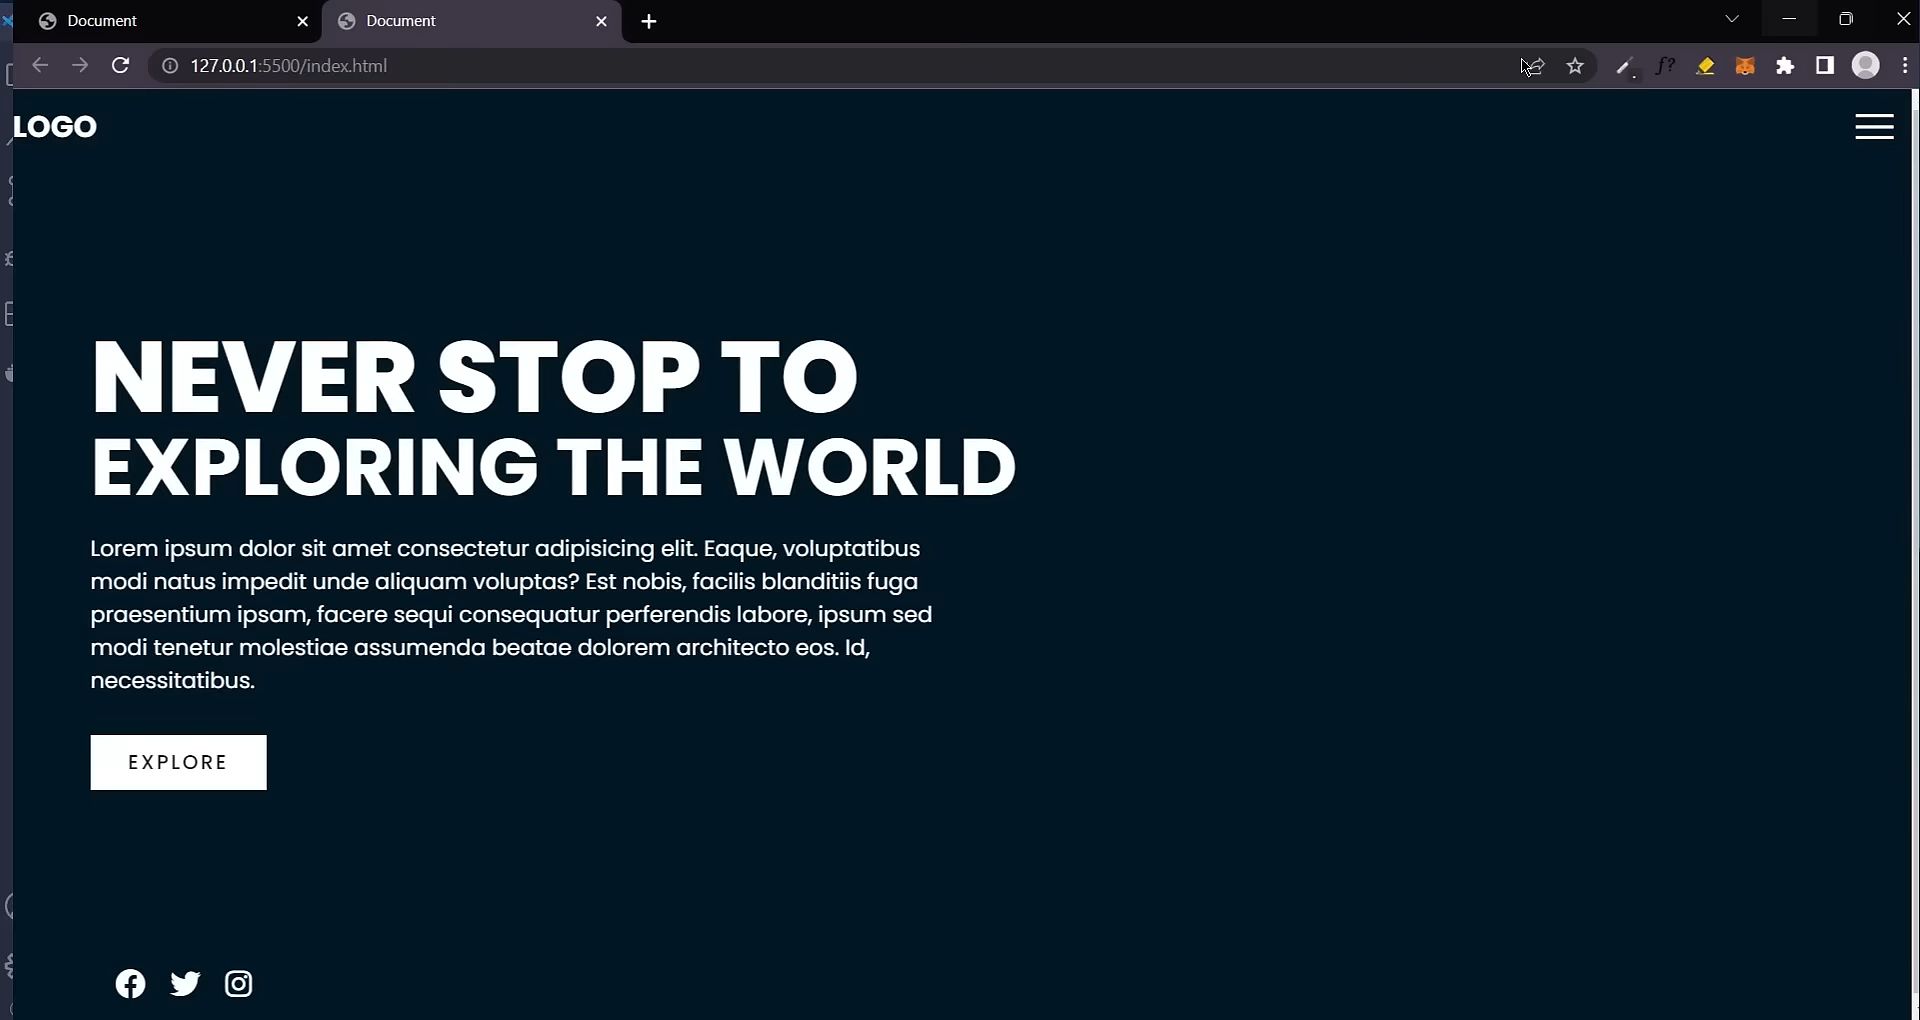 Document
Document
127.0.0.1:5500/index.html
f?
LOGO
NEVER STOP TO
EXPLORING THE WORLD
Lorem ipsum dolor sit amet consectetur adipisicing elit. Eaque, voluptatibus
modi natus impedit unde aliquam voluptas? Est nobis, facilis blanditiis fuga
praesentium ipsam, facere sequi consequatur perferendis labore, ipsum sed
modi tenetur molestiae assumenda beatae dolorem architecto eos. Id,
necessitatibus.
EXPLORE